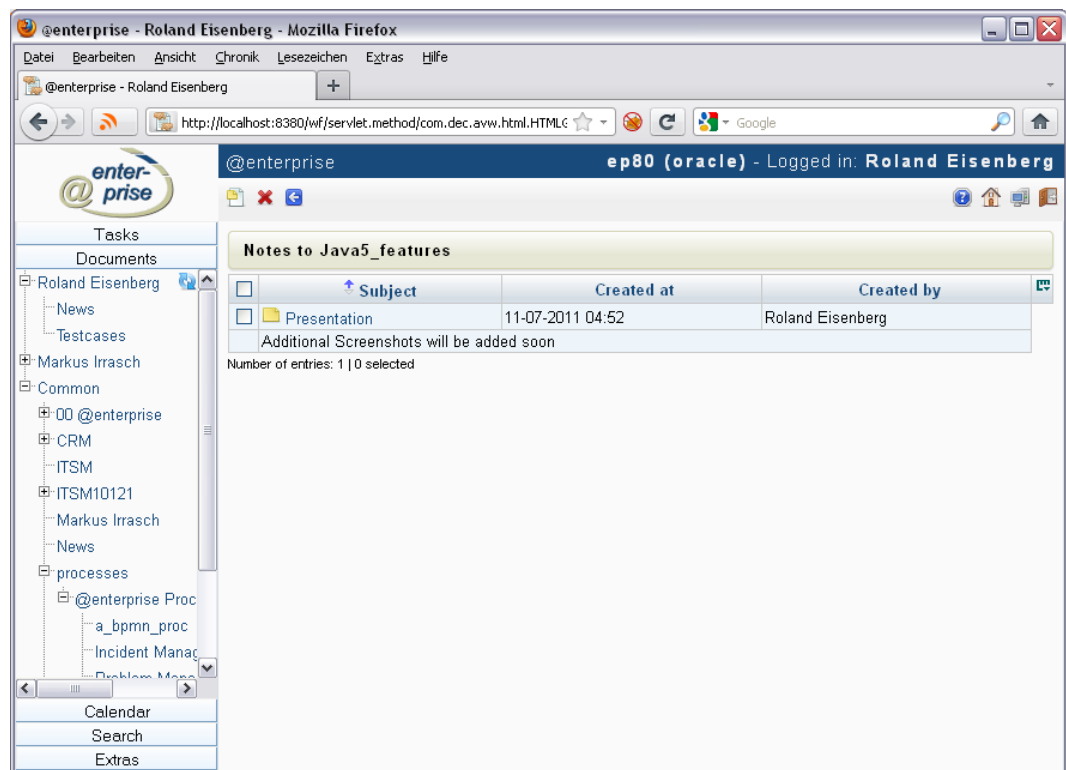 @enterprise - Roland Eisenberg - Mozilla Firefox
Datei Bearbeiten Ansicht Chronik Lesezeichen Extras Hilfe
@enterprise - Roland Eisenber
http://localhost:8380/wf/servlet.method/com.dec.avw.html.HTMLG Google
enter-
@ prise
@enterprise ep80 (oracle) - Logged in: Roland Eisenberg
Tasks
Documents
Roland Eisenberg
News
Testcases
Markus Irrasch
Common
00 @enterprise
CRM
ITSM
ITSM10121
Markus Irrasch
News
processes
@enterprise Proc
a_bpmn_proc
Incident Manag
Calendar
Search
Extras
Notes to Java5_features
Subject Created at Created by
Presentation 11-07-2011 04:52 Roland Eisenberg
Additional Screenshots will be added soon
Number of entries: 1 | 0 selected